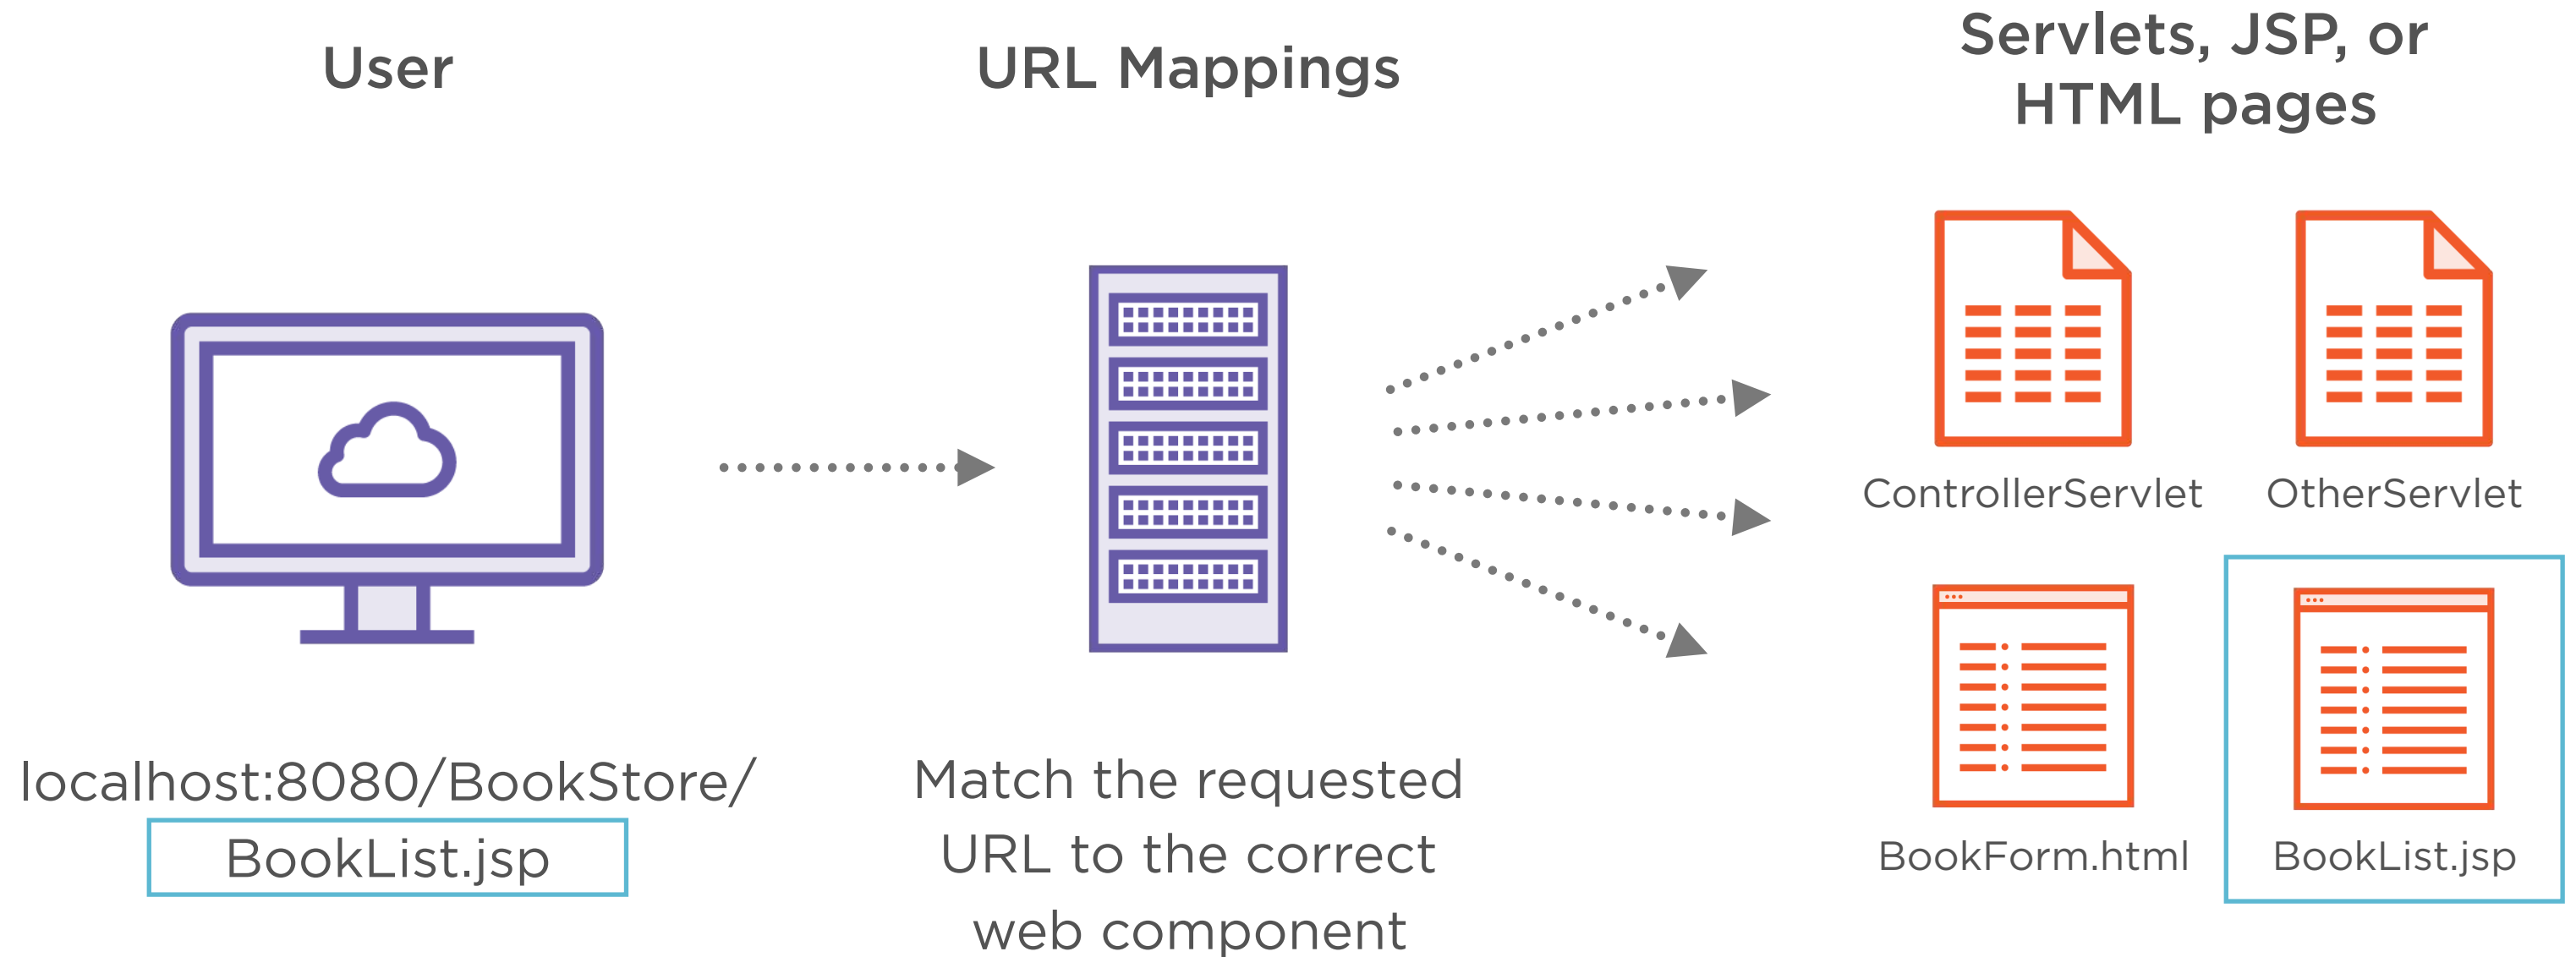 User
localhost:8080/BookStore/
BookList.jsp
URL Mappings
Match the requested
URL to the correct
web component
Servlets, JSP, or
HTML pages
ControllerServlet
OtherServlet
BookForm.html
BookList.jsp